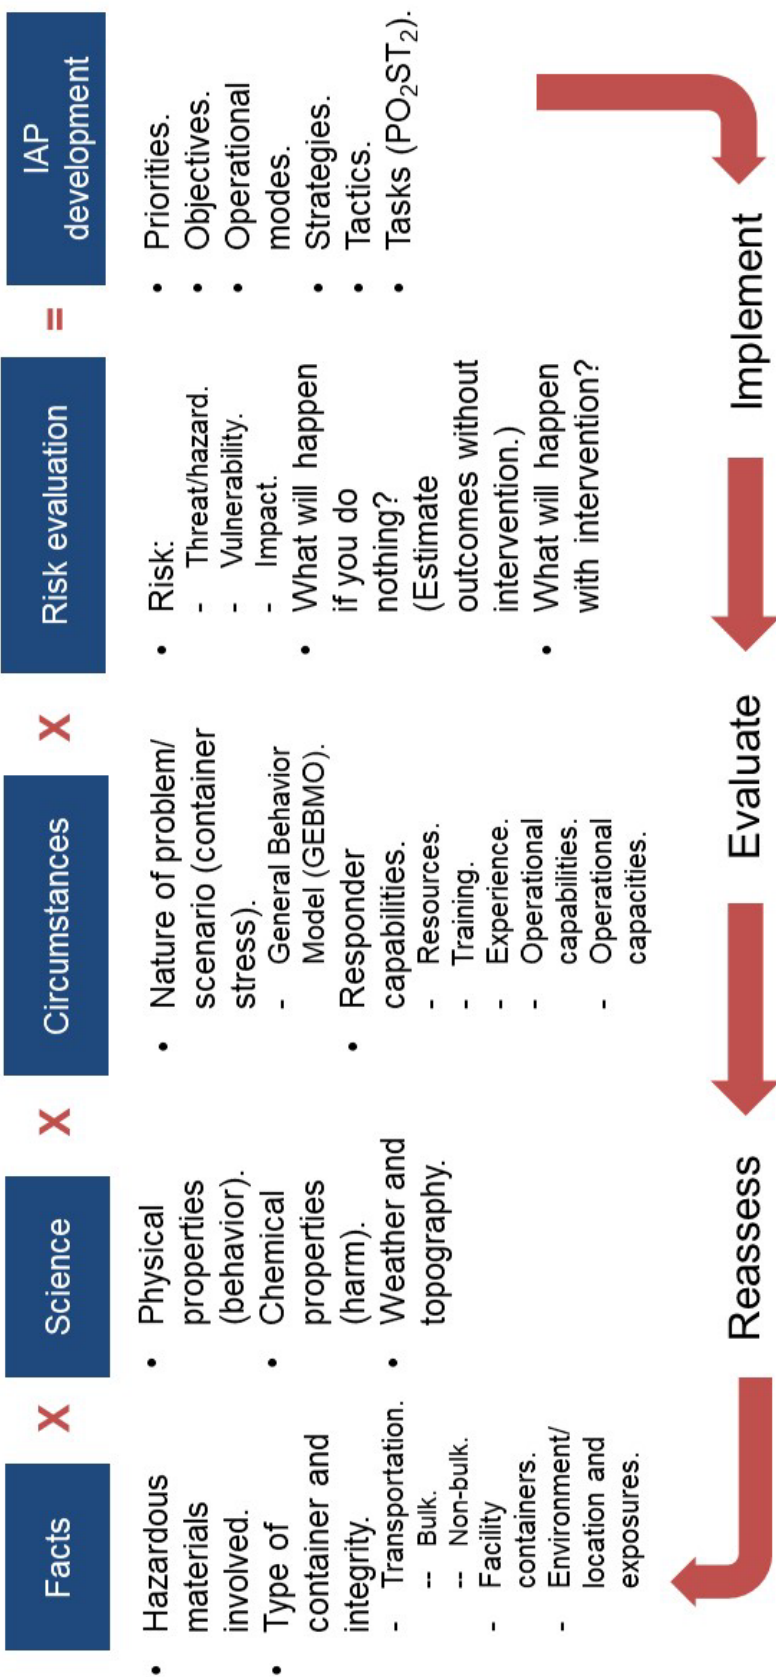 Facts
X
Science
X
Circumstances
X
Risk evaluation
=
IAP
development
• Hazardous
materials
involved.
• Type of
container and
integrity.
- Transportation.
-- Bulk.
-- Non-bulk.
- Facility
containers.
- Environment/
location and
exposures.
• Physical
properties
(behavior).
• Chemical
properties
(harm).
• Weather and
topography.
• Nature of problem/
scenario (container
stress).
- General Behavior
Model (GEBMO).
• Responder
capabilities.
- Resources.
- Training.
- Experience.
- Operational
capabilities.
- Operational
capacities.
• Risk:
- Threat/hazard.
- Vulnerability.
- Impact.
• What will happen
if you do
nothing?
(Estimate
outcomes without
intervention.)
• What will happen
with intervention?
• Priorities.
• Objectives.
• Operational
modes.
• Strategies.
• Tactics.
• Tasks (PO₂ST₂).
Reassess
Evaluate
Implement